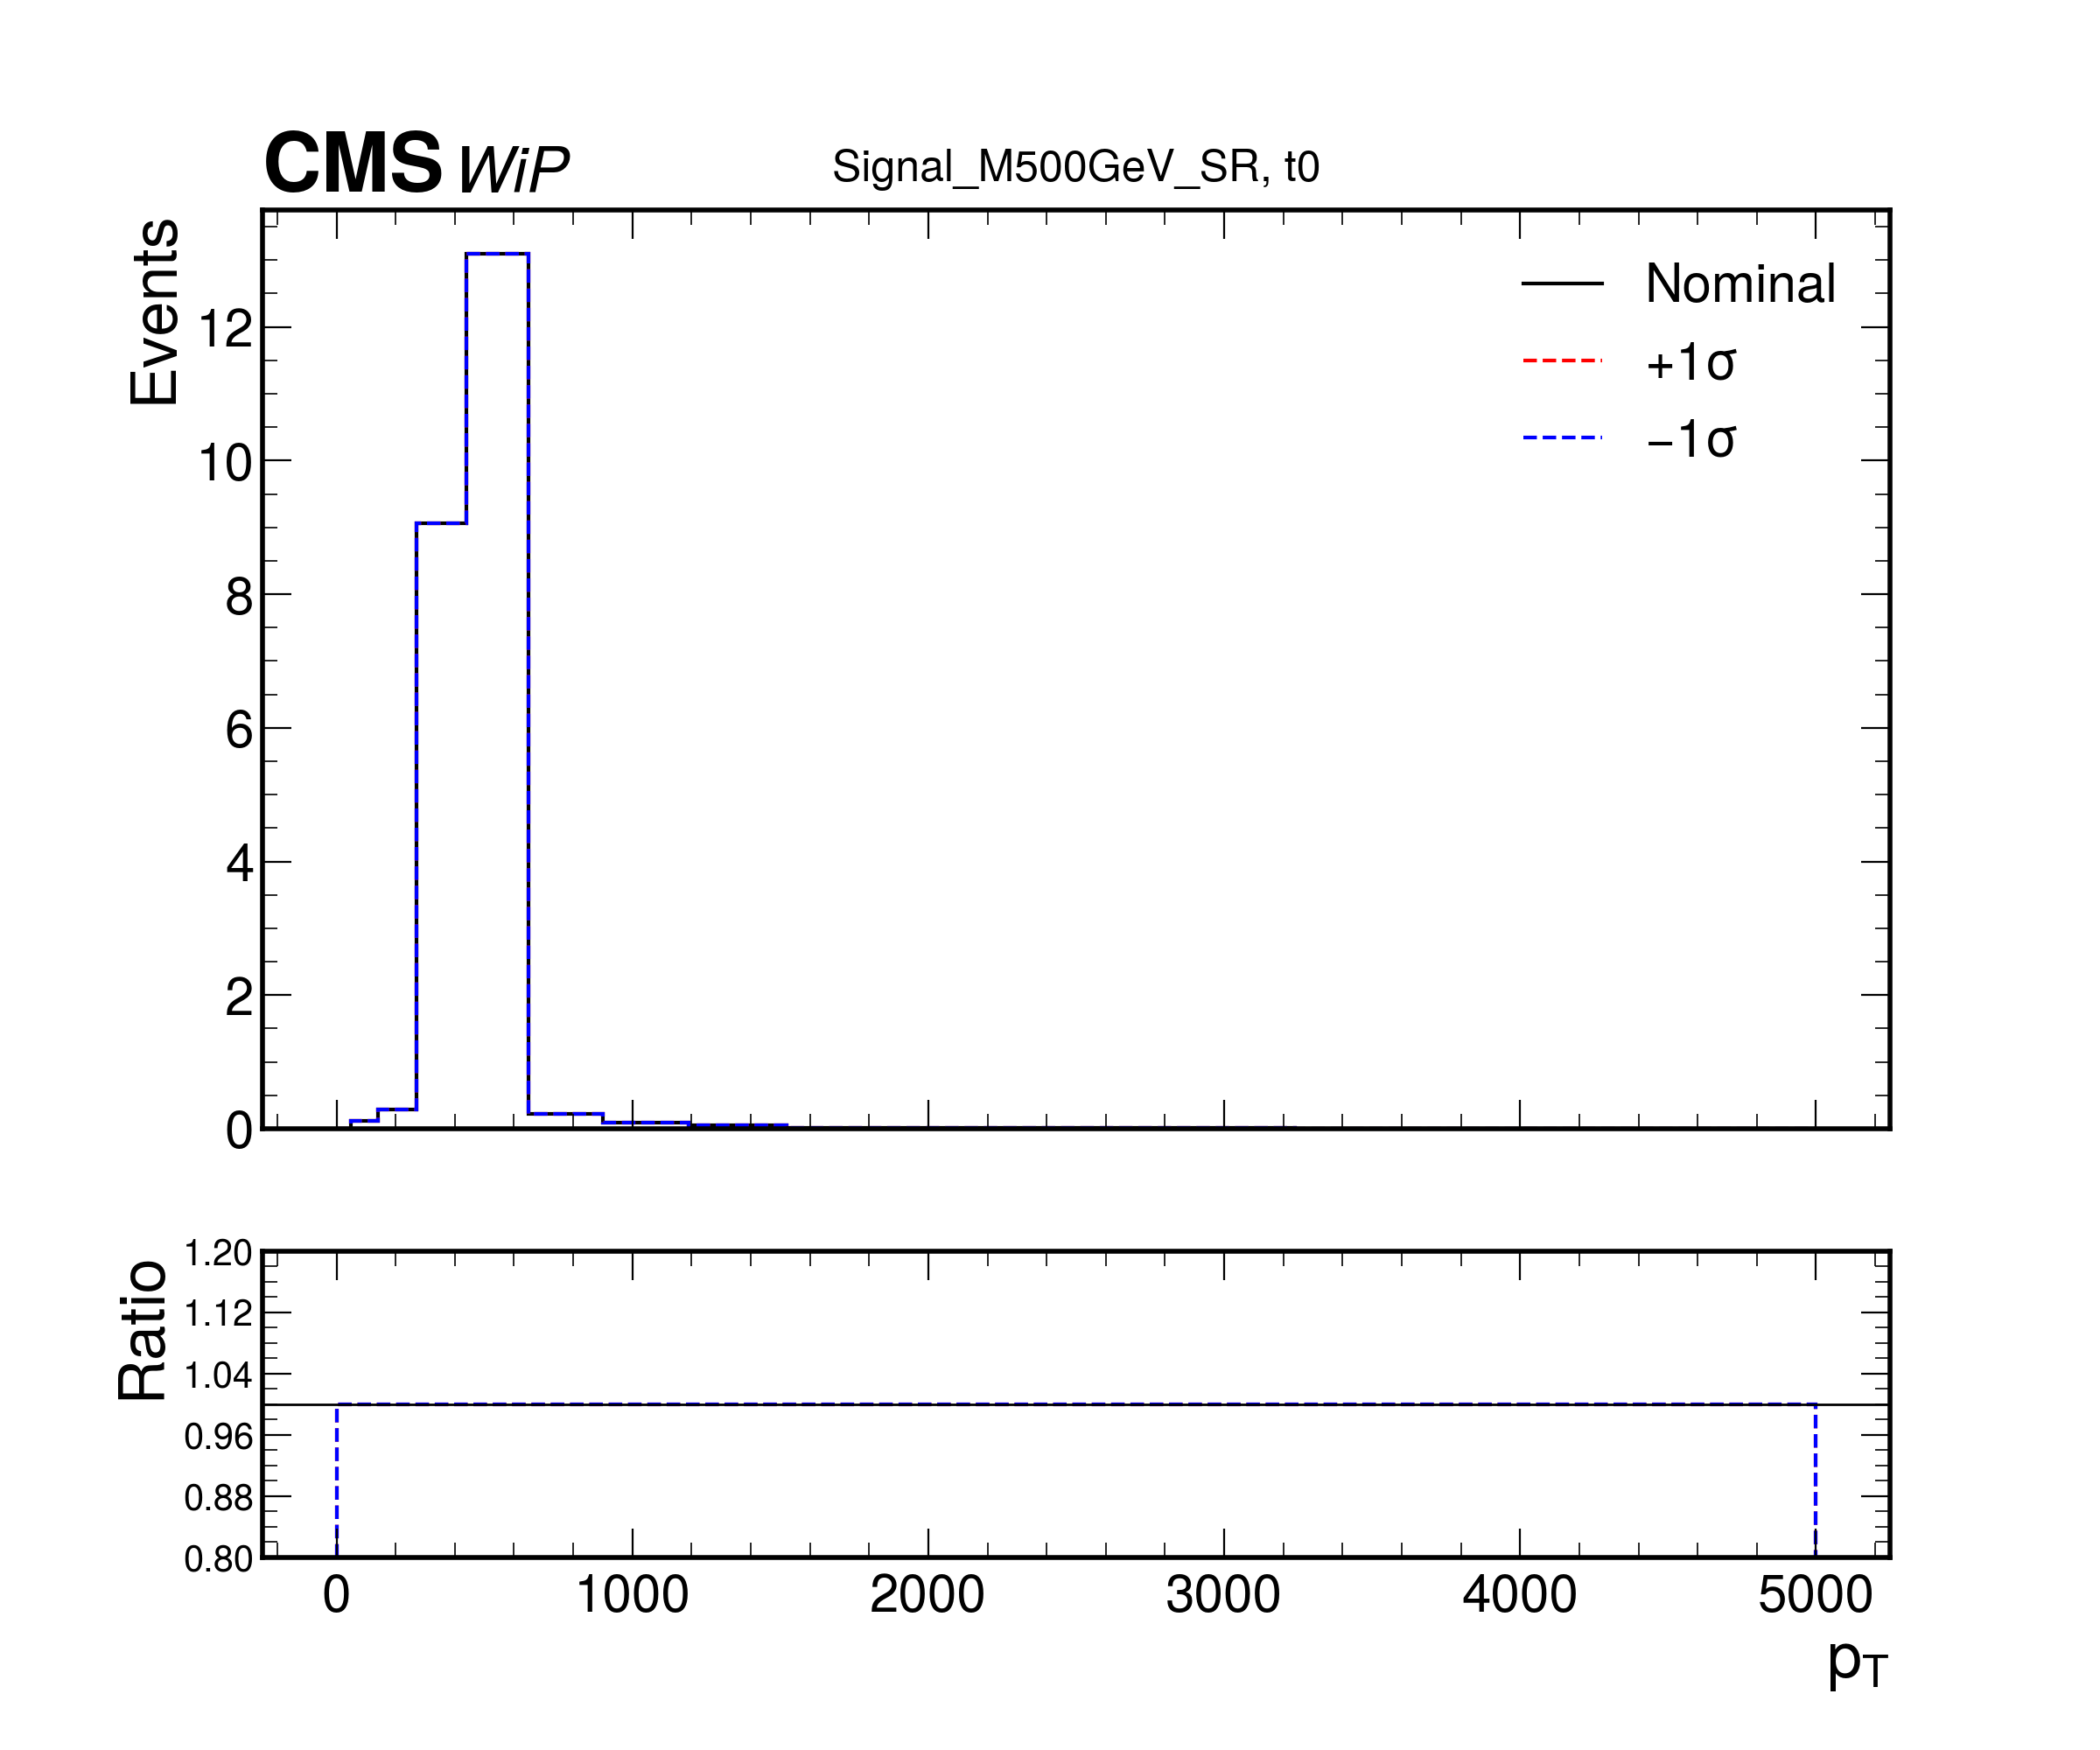 CMS WiP
Signal_M500GeV_SR, t0
Events
12
10
8
6
4
2
0
Nominal
+1σ
−1σ
Ratio
1.20
1.12
1.04
0.96
0.88
0.80
0 1000 2000 3000 4000 5000
pT